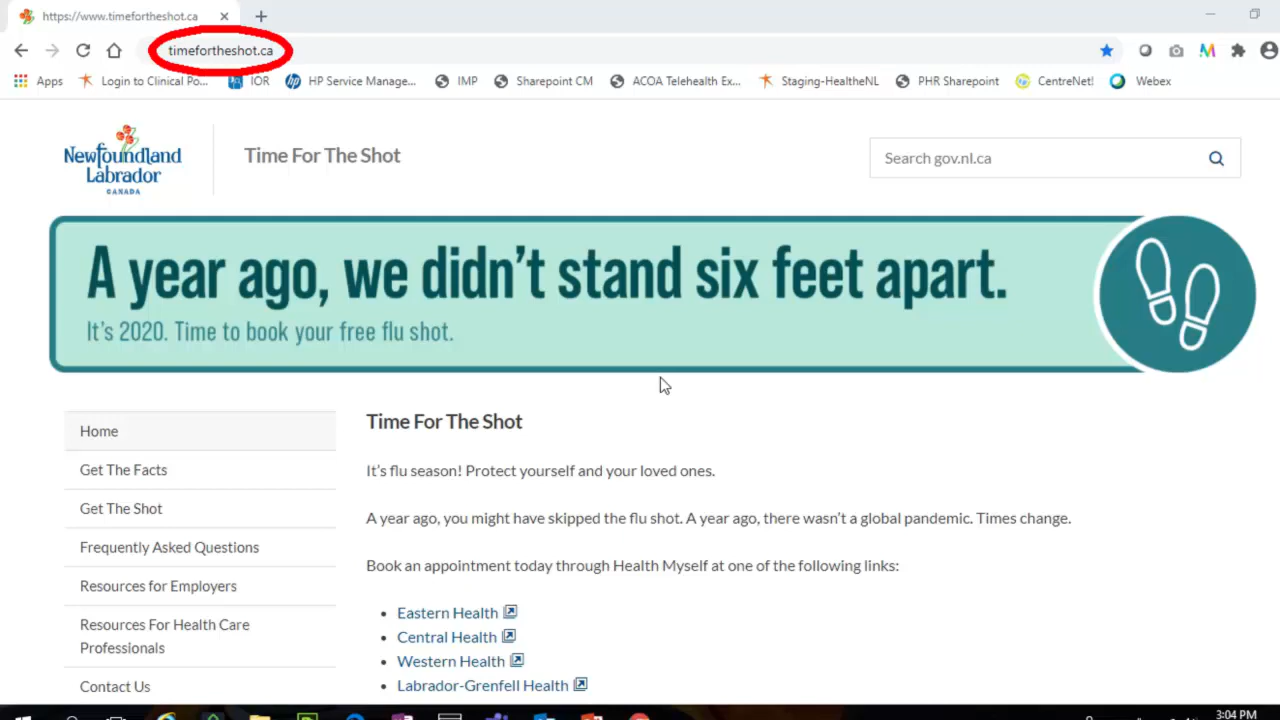 https://www.timefortheshot.ca
timefortheshot.ca
Apps
Login to Clinical Po...
IOR
HP Service Manage...
IMP
Sharepoint CM
ACOA Telehealth Ex...
Staging-HealtheNL
PHR Sharepoint
CentreNet!
Webex
Newfoundland
Labrador
CANADA
Time For The Shot
Search gov.nl.ca
A year ago, we didn't stand six feet apart.
It's 2020. Time to book your free flu shot.
Home
Get The Facts
Get The Shot
Frequently Asked Questions
Resources for Employers
Resources For Health Care
Professionals
Contact Us
Time For The Shot
It's flu season! Protect yourself and your loved ones.
A year ago, you might have skipped the flu shot. A year ago, there wasn't a global pandemic. Times change.
Book an appointment today through Health Myself at one of the following links:
• Eastern Health
• Central Health
• Western Health
• Labrador-Grenfell Health
3:04 PM